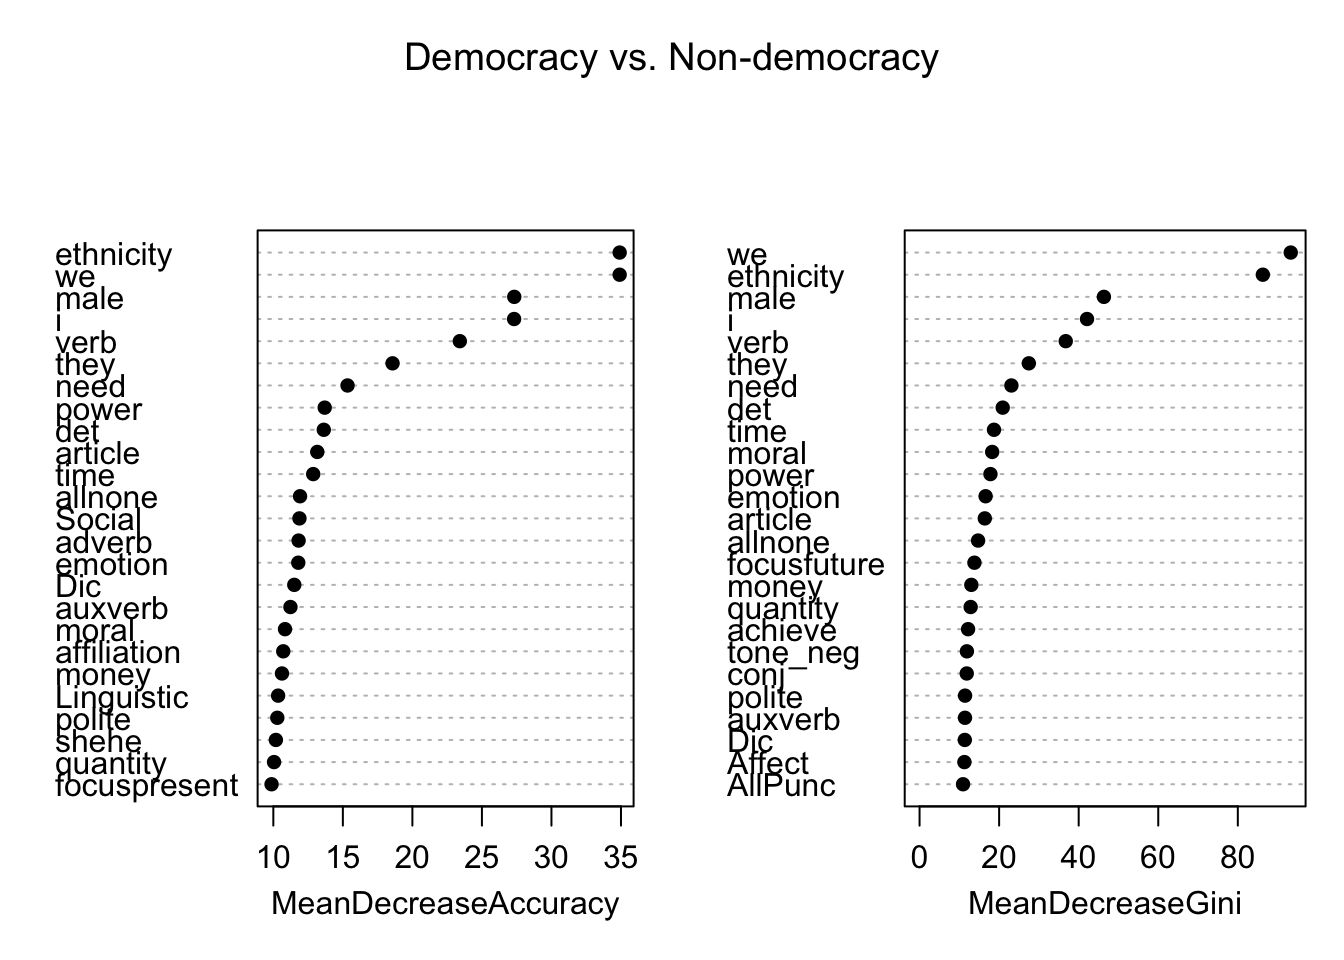 Democracy vs. Non-democracy
ethnicity
we
male
i
verb
they
need
power
det
article
time
allnone
Social
adverb
emotion
Dic
auxverb
moral
affiliation
money
Linguistic
polite
shehe
quantity
focuspresent
10 15 20 25 30 35
MeanDecreaseAccuracy
we
ethnicity
male
i
verb
they
need
det
time
moral
power
emotion
article
allnone
focusfuture
money
quantity
achieve
tone_neg
conj
polite
auxverb
Dic
Affect
AllPunc
0 20 40 60 80
MeanDecreaseGini